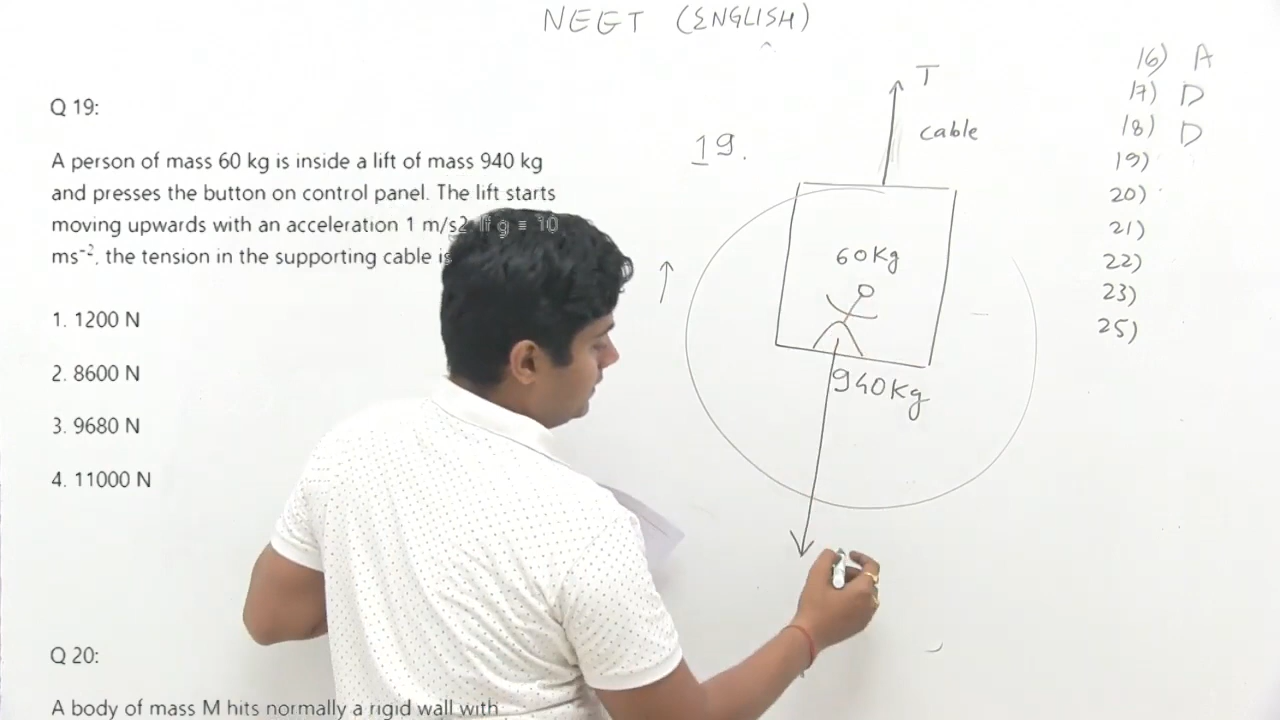 NEET (ENGLISH)
Q 19:
A person of mass 60 kg is inside a lift of mass 940 kg
and presses the button on control panel. The lift starts
moving upwards with an acceleration 1 m/s2. If g = 10
ms⁻², the tension in the supporting cable is
1. 1200 N
2. 8600 N
3. 9680 N
4. 11000 N
Q 20:
A body of mass M hits normally a rigid wall with
19.
T
cable
60Kg
940Kg
16) A
17) D
18) D
19)
20)
21)
22)
23)
25)